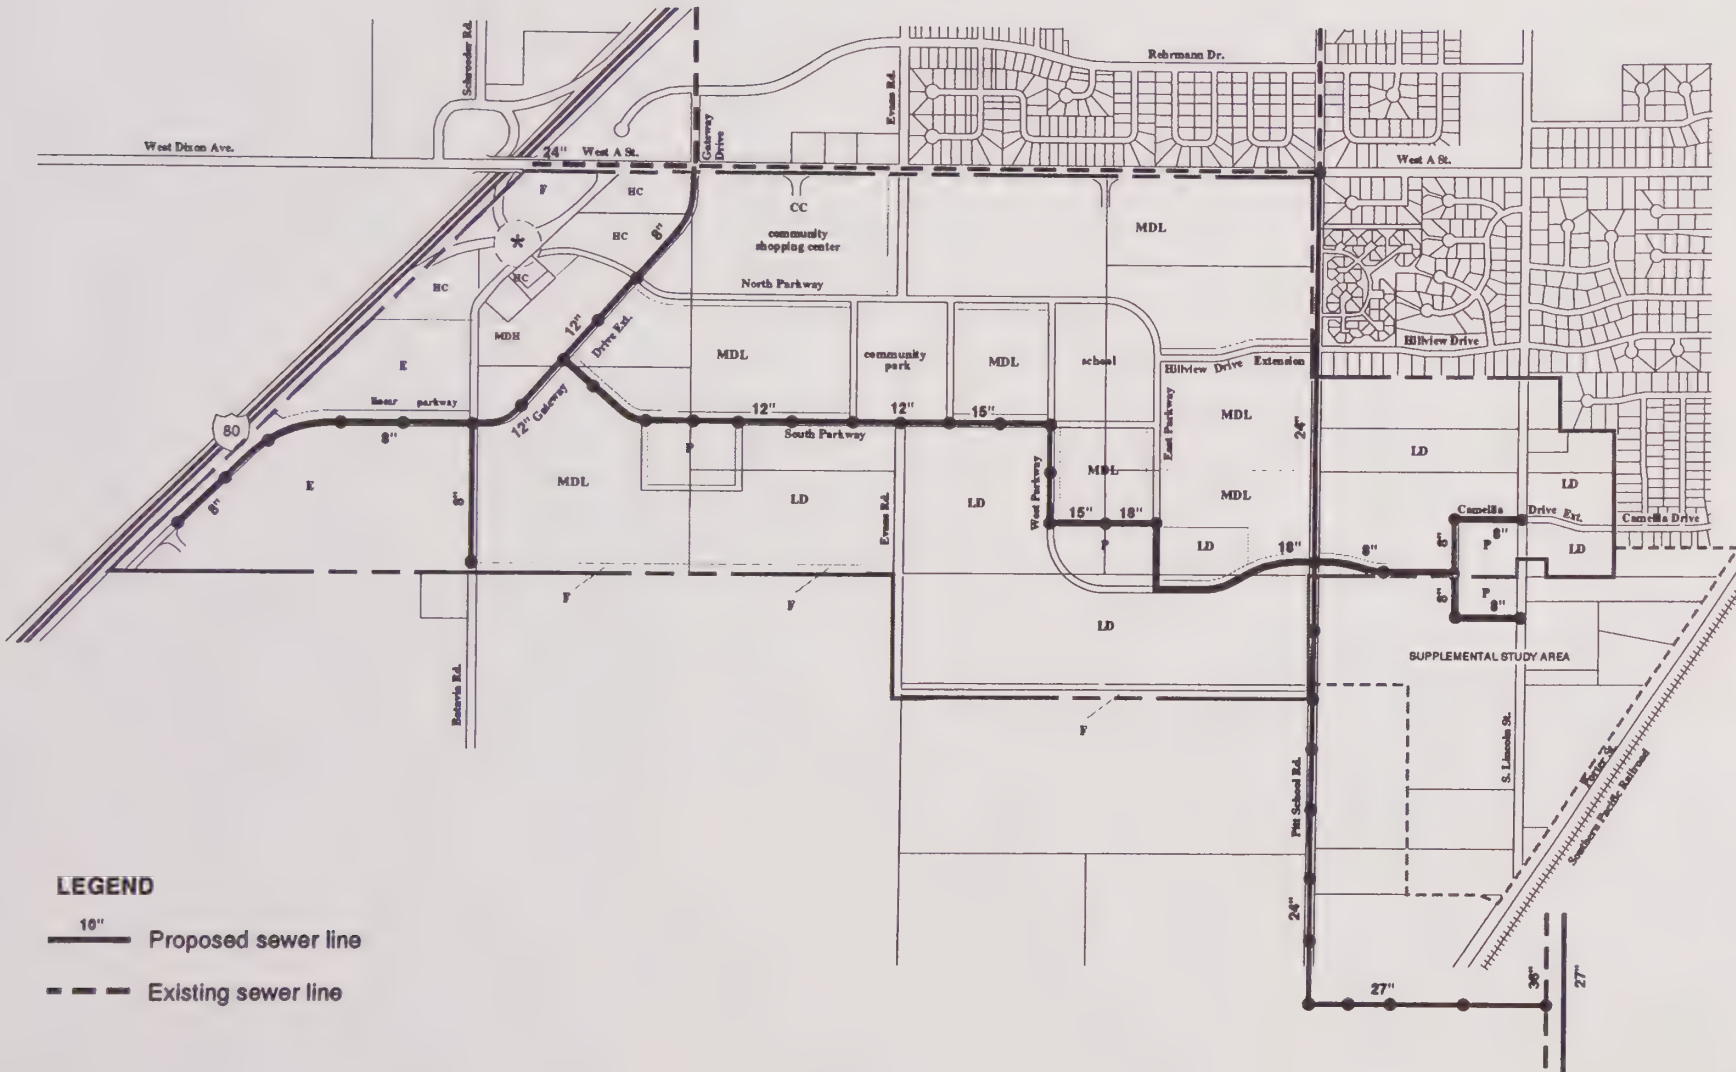 Schroeder Rd.
Rehrmann Dr.
Evans Rd.
West Dixon Ave.
24"
West A St.
Gateway
Drive
West A St.
F
HC
CC
community
shopping center
MDL
8"
HC
*
HC
HC
North Parkway
12"
Drive Ext.
MDH
MDL
community
park
MDL
school
Hillview Drive Extension
Hillview Drive
E
linear parkway
80
8"
12" Gateway
12"
12"
15"
South Parkway
P
MDL
East Parkway
24"
LD
E
8"
8"
MDL
LD
Evans Rd.
LD
West Parkway
MDL
MDL
LD
15"
18"
P
LD
18"
8"
Camellia Drive Ext.
Camellia Drive
8"
8"
P
LD
F
F
LD
8"
P
8"
SUPPLEMENTAL STUDY AREA
Batavia Rd.
F
Pitt School Rd.
S. Lincoln St.
Porter St.
Southern Pacific Railroad
24"
27"
36"
27"
LEGEND
10"
Proposed sewer line
Existing sewer line